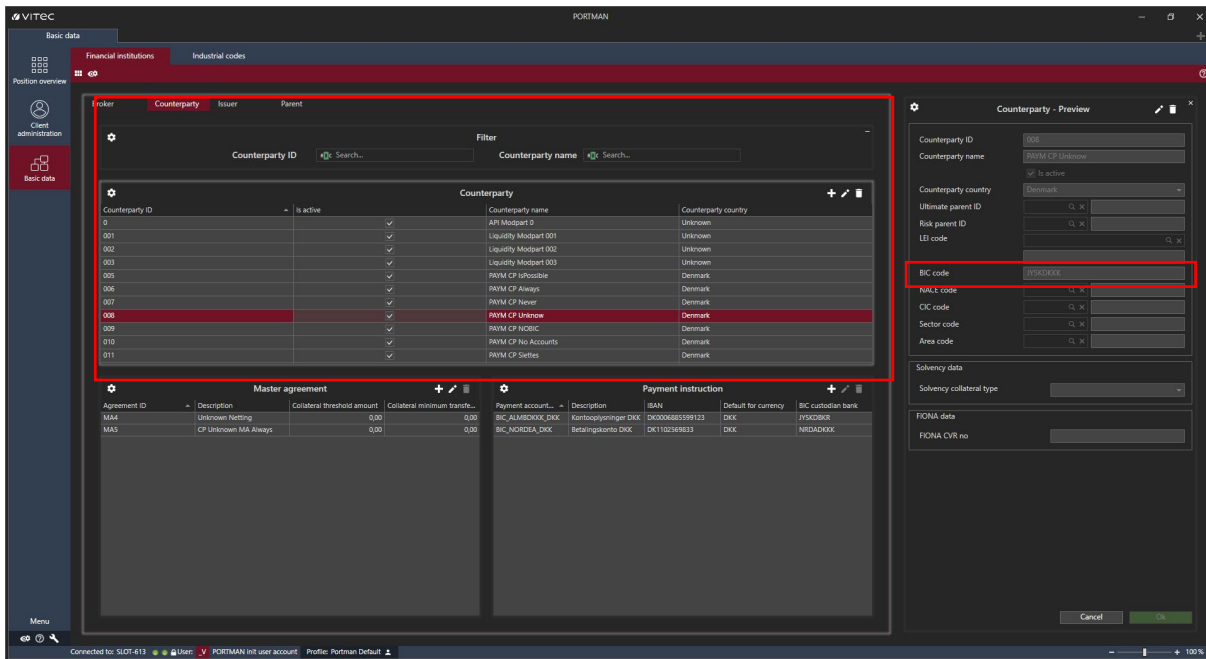 VITEC
PORTMAN
Basic data
Financial institutions
Industrial codes
Position overview
Client administration
Basic data
Broker
Counterparty
Issuer
Parent
Filter
Counterparty ID
Search...
Counterparty name
Search...
Counterparty
Counterparty ID Is active Counterparty name Counterparty country
0 API Modpart 0 Unknown
001 Liquidity Modpart 001 Unknown
002 Liquidity Modpart 002 Unknown
003 Liquidity Modpart 003 Unknown
005 PAYM CP IsPossible Denmark
006 PAYM CP Always Denmark
007 PAYM CP Never Denmark
008 PAYM CP Unknow Denmark
009 PAYM CP NOBIC Denmark
010 PAYM CP No Accounts Denmark
011 PAYM CP Slettes Denmark
Master agreement
Agreement ID Description Collateral threshold amount Collateral minimum transfe...
MA4 Unknown Netting 0,00 0,00
MA5 CP Unknown MA Always 0,00 0,00
Payment instruction
Payment account... Description IBAN Default for currency BIC custodian bank
BIC_ALMBDKKK_DKK Kontooplysninger DKK DK0006885599123 DKK JYSKDBKR
BIC_NORDEA_DKK Betalingskonto DKK DK1102569833 DKK NRDADKKK
Counterparty - Preview
Counterparty ID 008
Counterparty name PAYM CP Unknow
Is active
Counterparty country Denmark
Ultimate parent ID
Risk parent ID
LEI code
BIC code JYSKDKKK
NACE code
CIC code
Sector code
Area code
Solvency data
Solvency collateral type
FIONA data
FIONA CVR no
Cancel
Ok
Menu
Connected to: SLOT-613 User: _V PORTMAN init user account Profile: Portman Default
100 %